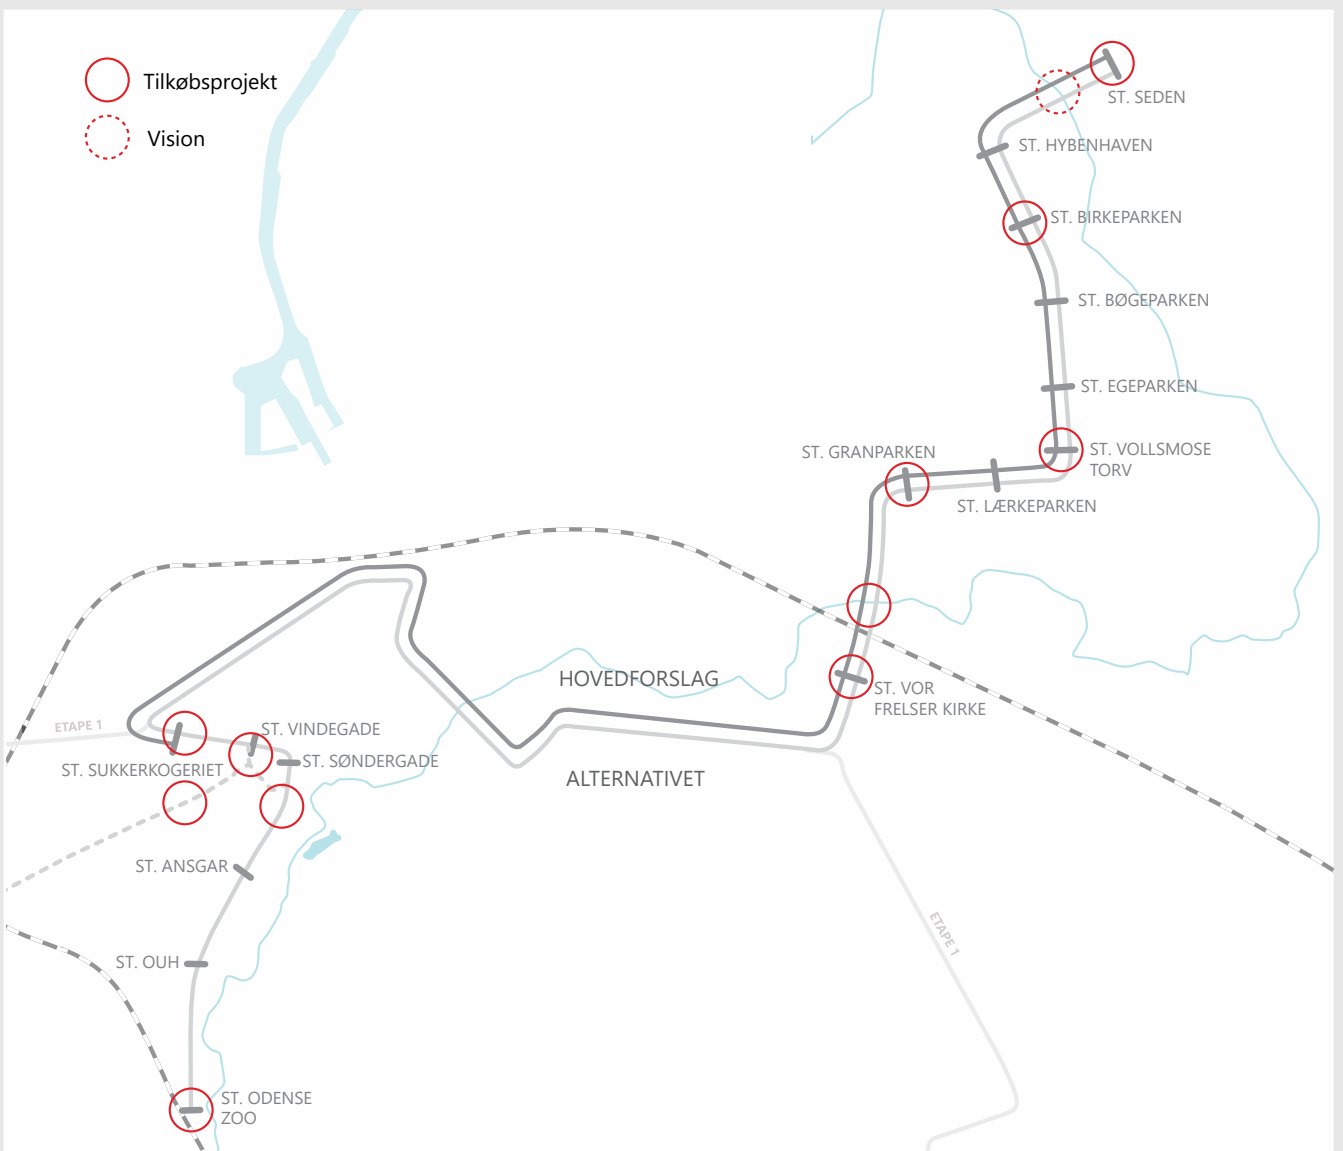 Tilkøbsprojekt
Vision
ST. SEDEN
ST. HYBENHAVEN
ST. BIRKEPARKEN
ST. BØGEPARKEN
ST. EGEPARKEN
ST. VOLLSMOSE
TORV
ST. GRANPARKEN
ST. LÆRKEPARKEN
HOVEDFORSLAG
ST. VOR
FRELSER KIRKE
ETAPE 1
ST. VINDEGADE
ST. SØNDERGADE
ST. SUKKERKOGERIET
ALTERNATIVET
ST. ANSGAR
ETAPE 1
ST. OUH
ST. ODENSE
ZOO